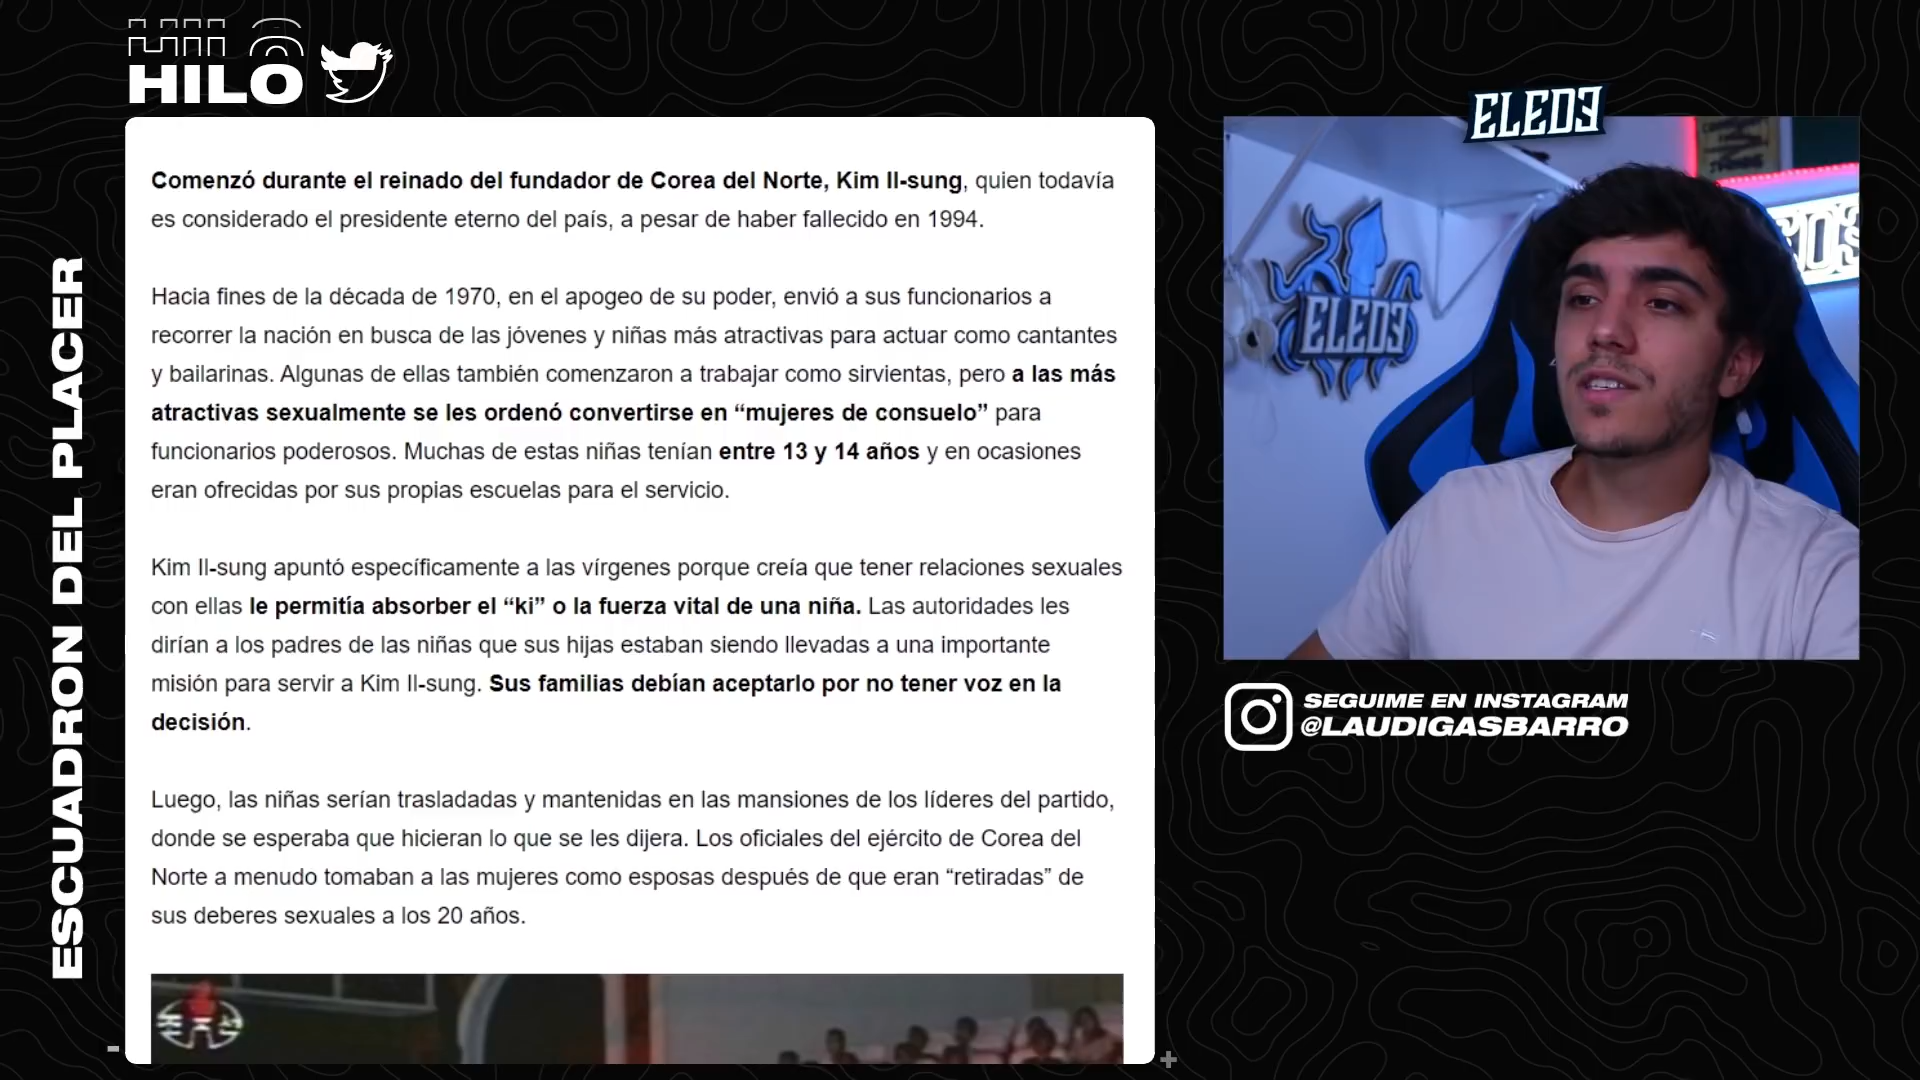 HILO
ESCUADRON DEL PLACER
Comenzó durante el reinado del fundador de Corea del Norte, Kim Il-sung, quien todavía
es considerado el presidente eterno del país, a pesar de haber fallecido en 1994.
Hacia fines de la década de 1970, en el apogeo de su poder, envió a sus funcionarios a
recorrer la nación en busca de las jóvenes y niñas más atractivas para actuar como cantantes
y bailarinas. Algunas de ellas también comenzaron a trabajar como sirvientas, pero a las más
atractivas sexualmente se les ordenó convertirse en “mujeres de consuelo” para
funcionarios poderosos. Muchas de estas niñas tenían entre 13 y 14 años y en ocasiones
eran ofrecidas por sus propias escuelas para el servicio.
Kim Il-sung apuntó específicamente a las vírgenes porque creía que tener relaciones sexuales
con ellas le permitía absorber el “ki” o la fuerza vital de una niña. Las autoridades les
dirían a los padres de las niñas que sus hijas estaban siendo llevadas a una importante
misión para servir a Kim Il-sung. Sus familias debían aceptarlo por no tener voz en la
decisión.
Luego, las niñas serían trasladadas y mantenidas en las mansiones de los líderes del partido,
donde se esperaba que hicieran lo que se les dijera. Los oficiales del ejército de Corea del
Norte a menudo tomaban a las mujeres como esposas después de que eran “retiradas” de
sus deberes sexuales a los 20 años.
ELEDE
ELEDE
SEGUIME EN INSTAGRAM
@LAUDIGASBARRO